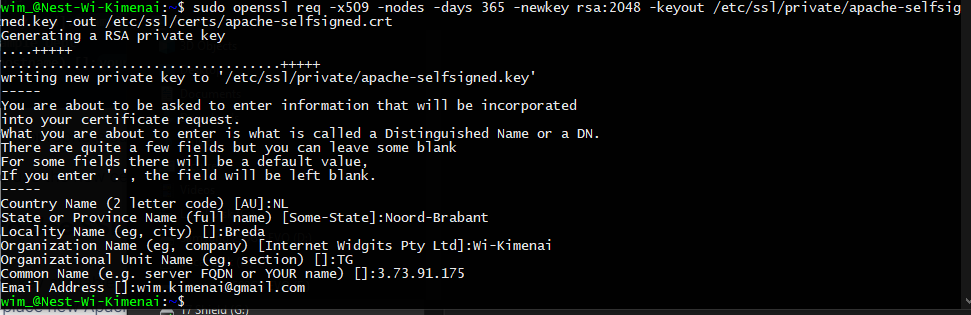 wim_@Nest-Wi-Kimenai:~$ sudo openssl req -x509 -nodes -days 365 -newkey rsa:2048 -keyout /etc/ssl/private/apache-selfsig
ned.key -out /etc/ssl/certs/apache-selfsigned.crt
Generating a RSA private key
....+++++
...................................+++++
writing new private key to '/etc/ssl/private/apache-selfsigned.key'
-----
You are about to be asked to enter information that will be incorporated
into your certificate request.
What you are about to enter is what is called a Distinguished Name or a DN.
There are quite a few fields but you can leave some blank
For some fields there will be a default value,
If you enter '.', the field will be left blank.
-----
Country Name (2 letter code) [AU]:NL
State or Province Name (full name) [Some-State]:Noord-Brabant
Locality Name (eg, city) []:Breda
Organization Name (eg, company) [Internet Widgits Pty Ltd]:Wi-Kimenai
Organizational Unit Name (eg, section) []:TG
Common Name (e.g. server FQDN or YOUR name) []:3.73.91.175
Email Address []:wim.kimenai@gmail.com
wim_@Nest-Wi-Kimenai:~$